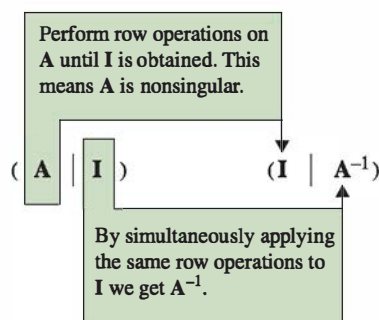 Perform row operations on
A until I is obtained. This
means A is nonsingular.
( A | I ) (I | A⁻¹)
By simultaneously applying
the same row operations to
I we get A⁻¹.